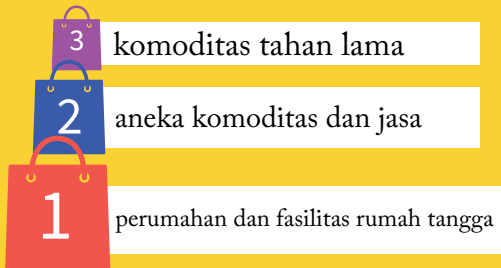 3 komoditas tahan lama
2 aneka komoditas dan jasa
1 perumahan dan fasilitas rumah tangga